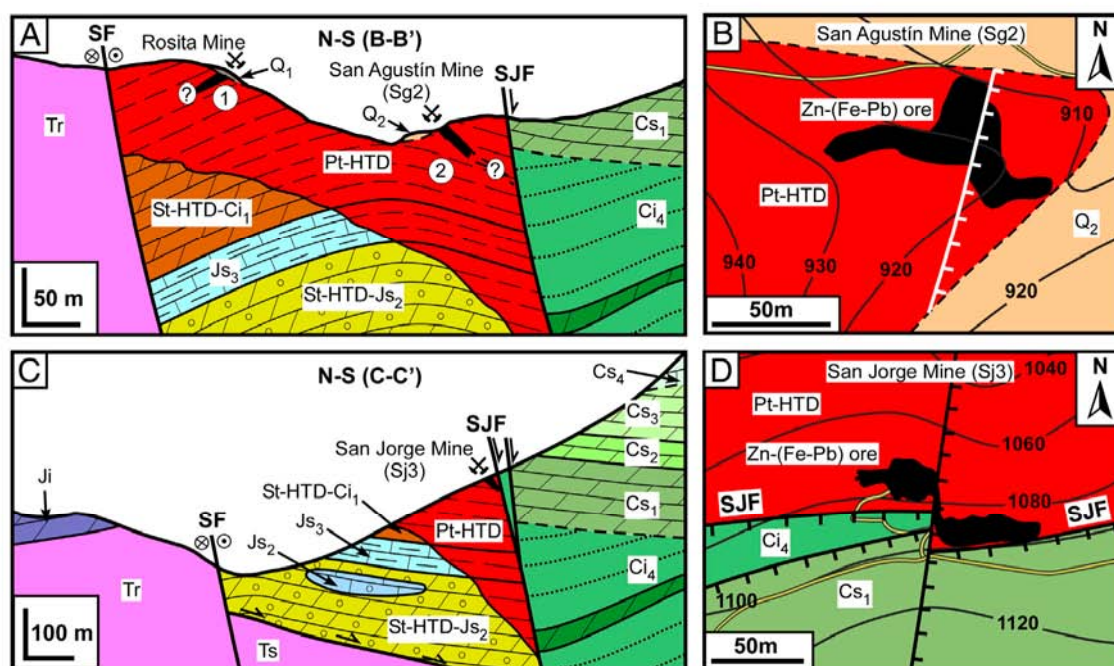 A
N-S (B-B')
SF
Rosita Mine
Q1
San Agustín Mine
(Sg2)
SJF
?
1
Q2
Tr
Pt-HTD
2
?
Cs1
St-HTD-Ci1
Ci4
Js3
St-HTD-Js2
50 m
B
San Agustín Mine (Sg2)
N
Zn-(Fe-Pb) ore
910
Pt-HTD
Q2
940
930
920
920
50m
C
N-S (C-C')
Cs4
SJF
Cs3
San Jorge Mine
(Sj3)
Cs2
Ji
St-HTD-Ci1
SF
Js3
Pt-HTD
Cs1
Js2
Tr
Ci4
St-HTD-Js2
100 m
Ts
D
San Jorge Mine (Sj3)
N
1040
Pt-HTD
1060
Zn-(Fe-Pb) ore
SJF
1080
SJF
Ci4
1100
Cs1
1120
50m